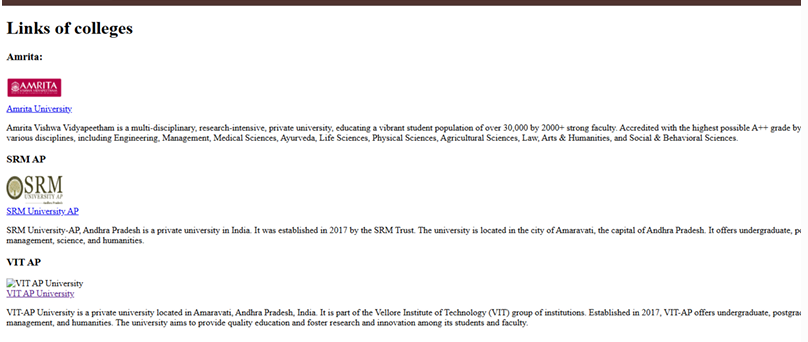 Links of colleges
Amrita:
AMRITA
Amrita University
Amrita Vishwa Vidyapeetham is a multi-disciplinary, research-intensive, private university, educating a vibrant student population of over 30,000 by 2000+ strong faculty. Accredited with the highest possible A++ grade by
various disciplines, including Engineering, Management, Medical Sciences, Ayurveda, Life Sciences, Physical Sciences, Agricultural Sciences, Law, Arts & Humanities, and Social & Behavioral Sciences.
SRM AP
SRM
UNIVERSITY AP
SRM University AP
SRM University-AP, Andhra Pradesh is a private university in India. It was established in 2017 by the SRM Trust. The university is located in the city of Amaravati, the capital of Andhra Pradesh. It offers undergraduate,
management, science, and humanities.
VIT AP
VIT AP University
VIT AP University
VIT-AP University is a private university located in Amaravati, Andhra Pradesh, India. It is part of the Vellore Institute of Technology (VIT) group of institutions. Established in 2017, VIT-AP offers undergraduate,
management, and humanities. The university aims to provide quality education and foster research and innovation among its students and faculty.